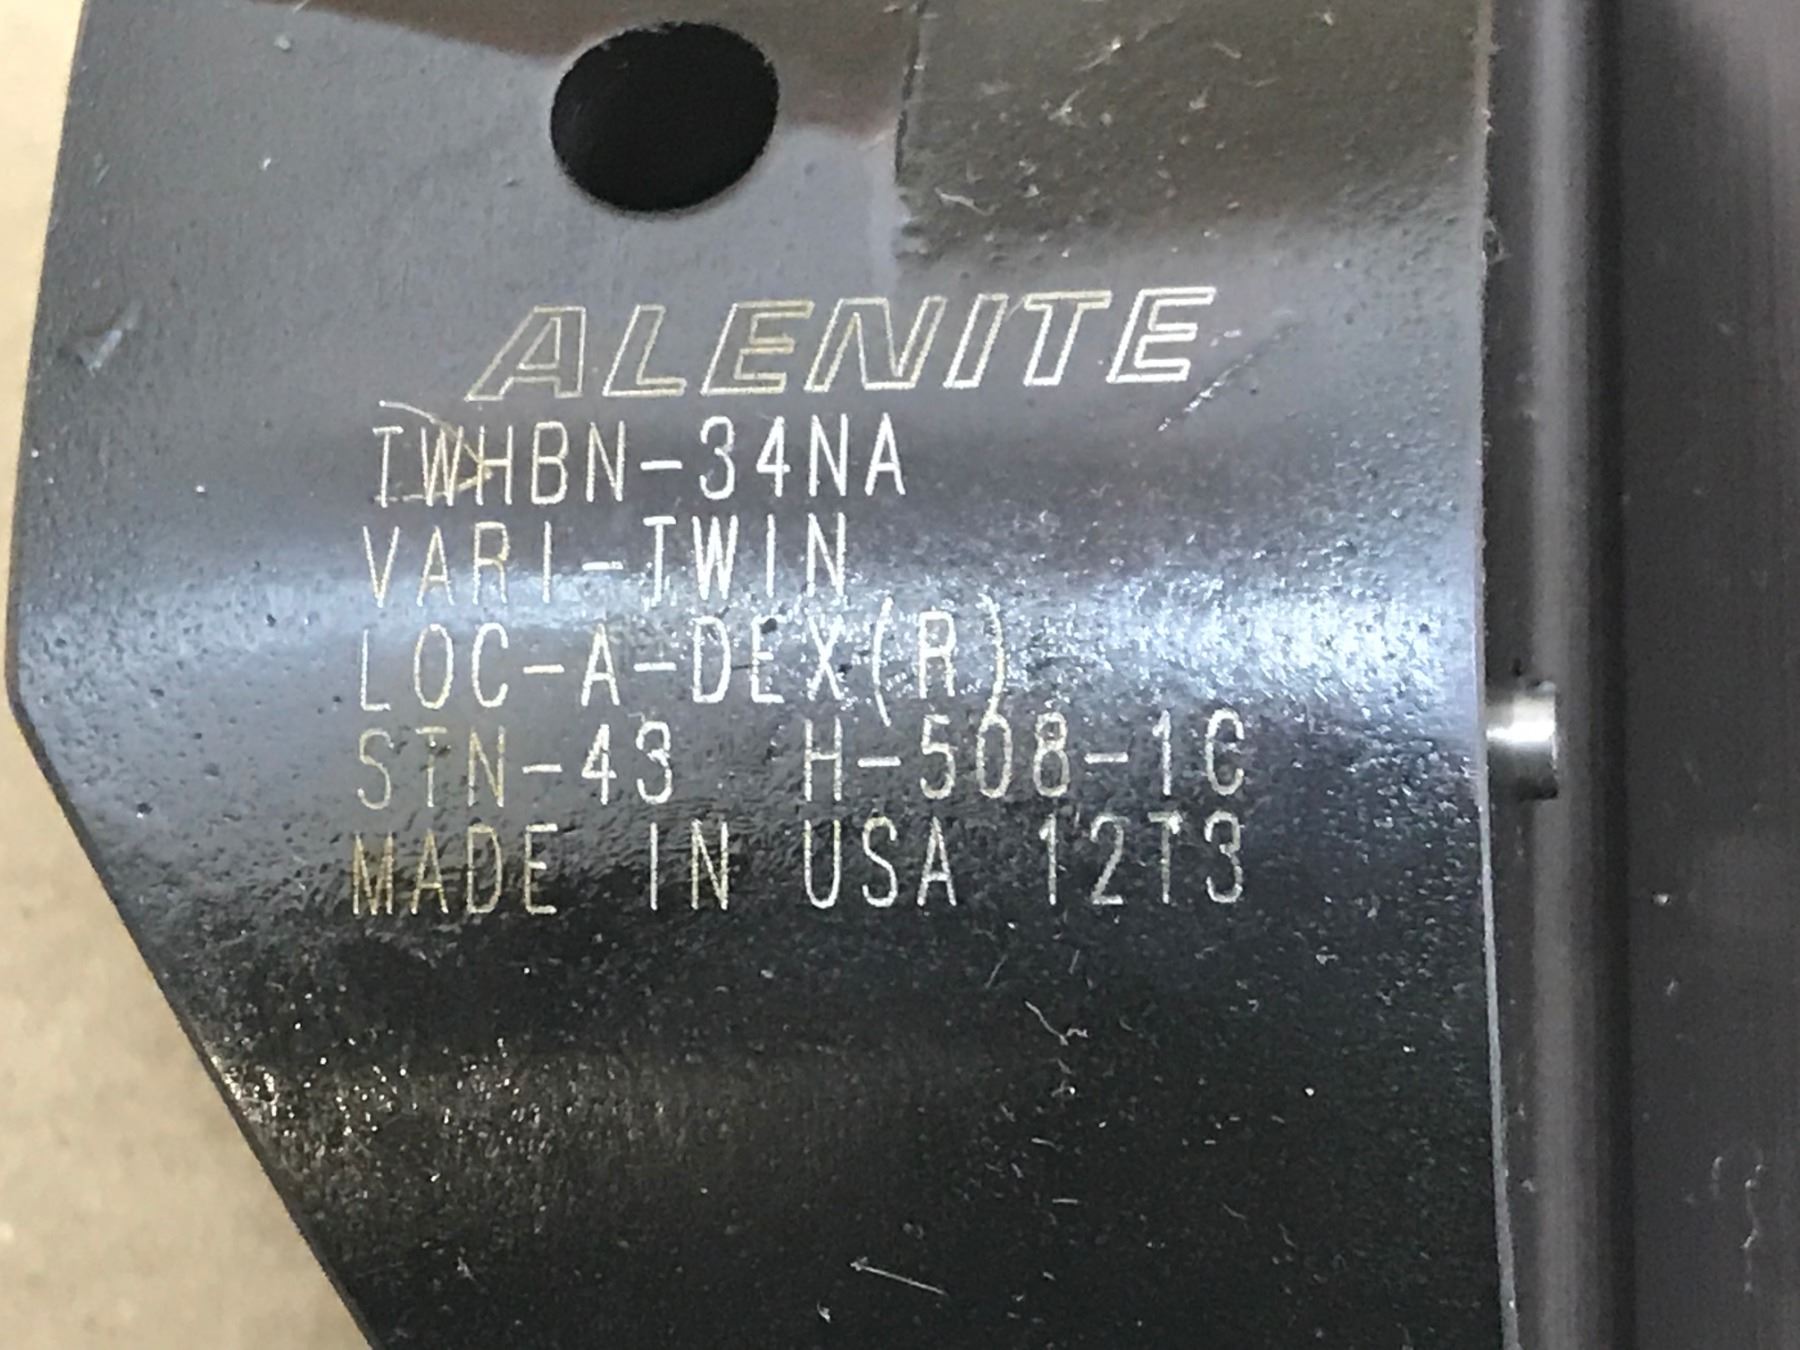 ALENITE
TWHBN-34NA
VARI-TWIN
LOC-A-DEX(R)
STN-43 H-508-1C
MADE IN USA 12T3